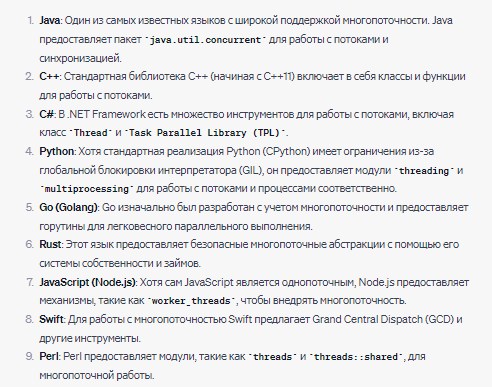 1. Java: Один из самых известных языков с широкой поддержкой многопоточности. Java
предоставляет пакет `java.util.concurrent` для работы с потоками и
синхронизацией.
2. C++: Стандартная библиотека C++ (начиная с C++11) включает в себя классы и функции
для работы с потоками.
3. C#: В .NET Framework есть множество инструментов для работы с потоками, включая
класс `Thread` и `Task Parallel Library (TPL)`.
4. Python: Хотя стандартная реализация Python (CPython) имеет ограничения из-за
глобальной блокировки интерпретатора (GIL), он предоставляет модули `threading` и
`multiprocessing` для работы с потоками и процессами соответственно.
5. Go (Golang): Go изначально был разработан с учетом многопоточности и предоставляет
горутины для легковесного параллельного выполнения.
6. Rust: Этот язык предоставляет безопасные многопоточные абстракции с помощью его
системы собственности и займов.
7. JavaScript (Node.js): Хотя сам JavaScript является однопоточным, Node.js предоставляет
механизмы, такие как `worker_threads`, чтобы внедрять многопоточность.
8. Swift: Для работы с многопоточностью Swift предлагает Grand Central Dispatch (GCD) и
другие инструменты.
9. Perl: Perl предоставляет модули, такие как `threads` и `threads::shared`, для
многопоточной работы.